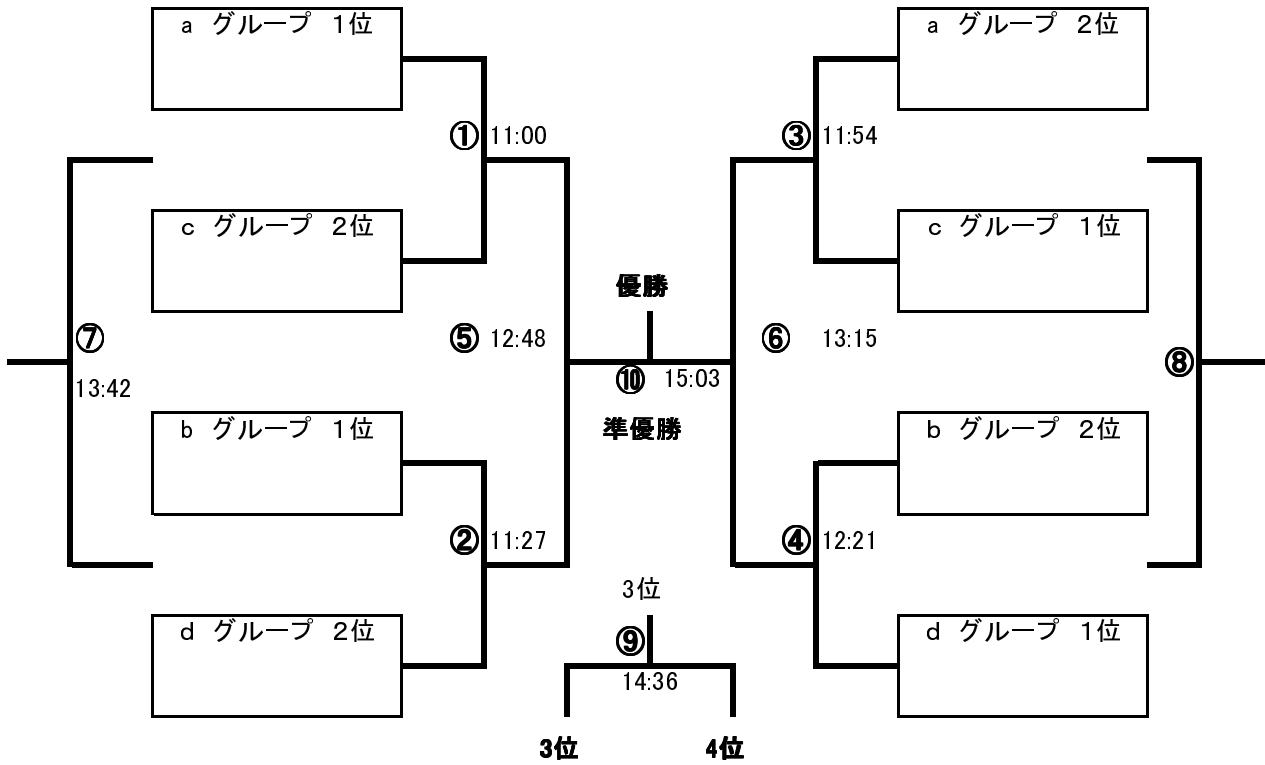 a グループ 1位
a グループ 2位
① 11:00
③ 11:54
c グループ 2位
c グループ 1位
優勝
⑦
⑤ 12:48
⑥ 13:15
⑧
13:42
⑩ 15:03
b グループ 1位
準優勝
b グループ 2位
② 11:27
④ 12:21
3位
d グループ 2位
d グループ 1位
⑨
14:36
3位
4位